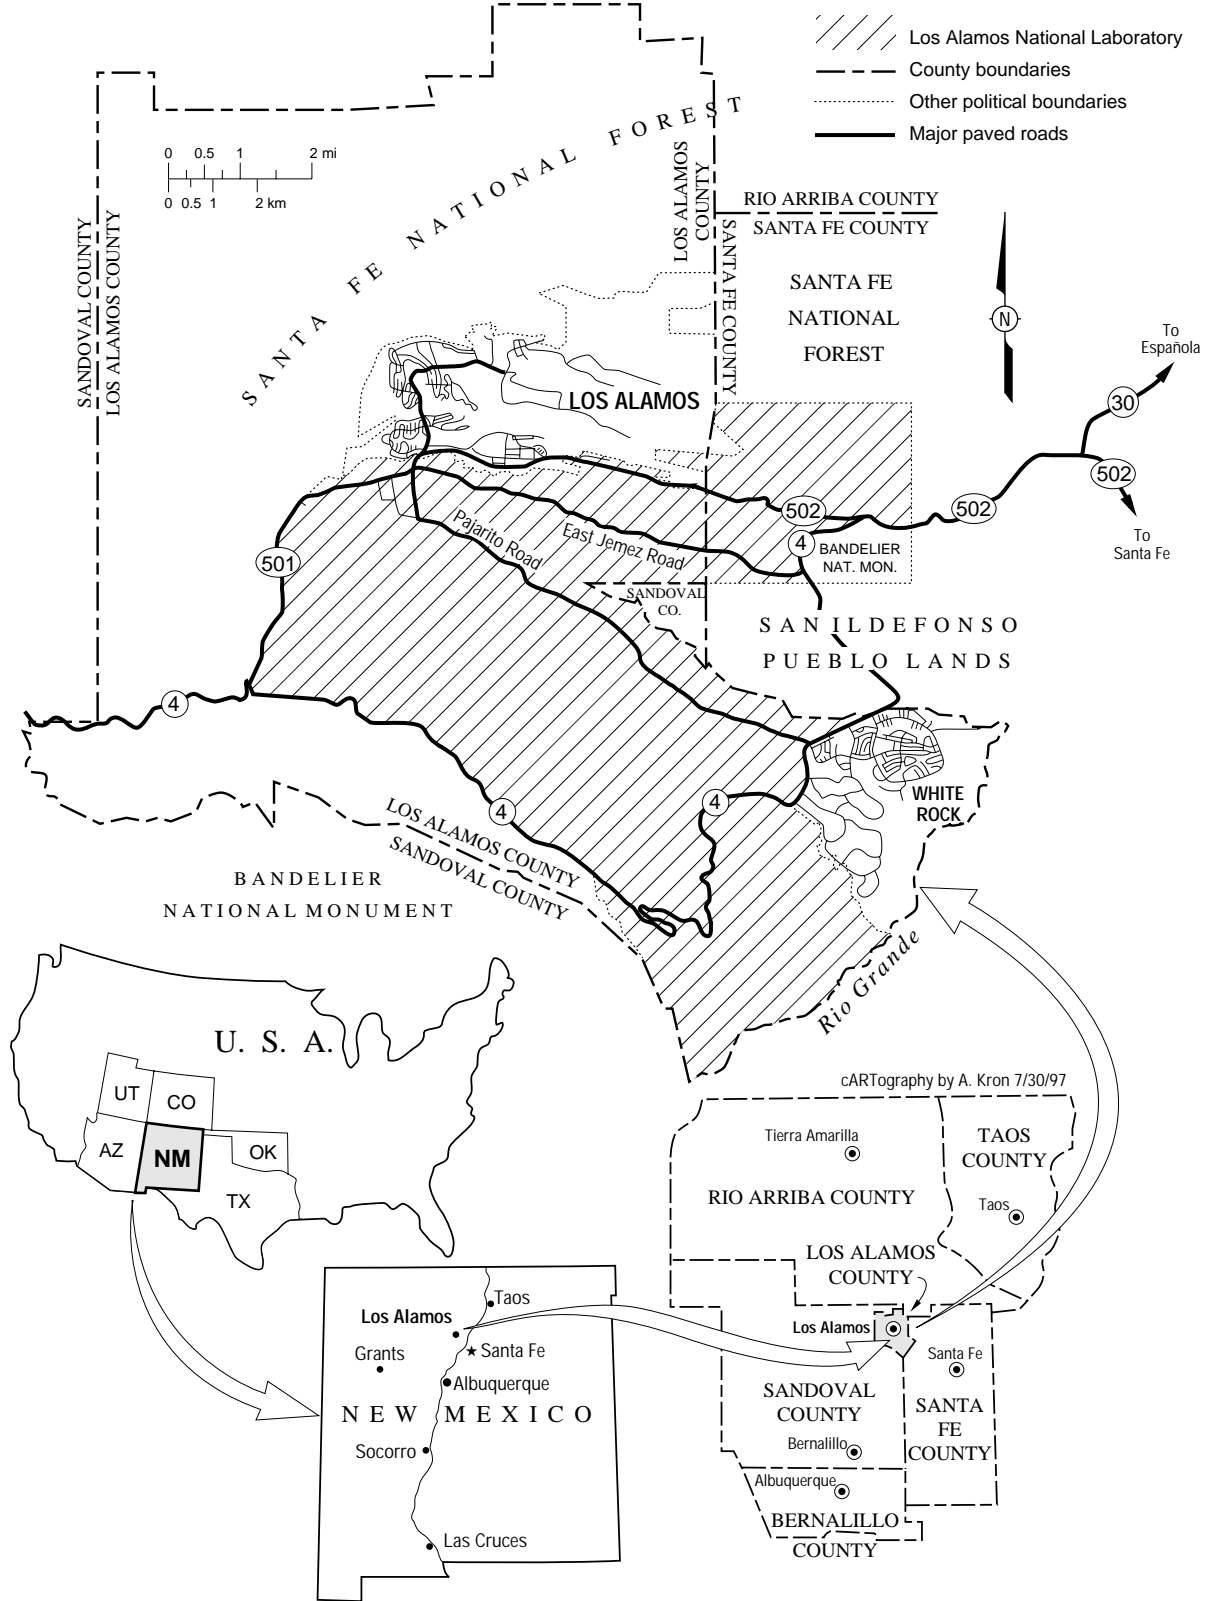 Los Alamos National Laboratory
County boundaries
Other political boundaries
Major paved roads
0 0.5 1 2 mi
0 0.5 1 2 km
SANTA FE NATIONAL FOREST
SANDOVAL COUNTY
LOS ALAMOS COUNTY
LOS ALAMOS
COUNTY
SANTA FE COUNTY
RIO ARRIBA COUNTY
SANTA FE COUNTY
SANTA FE
NATIONAL
FOREST
N
To
Española
30
502
To
Santa Fe
502
LOS ALAMOS
502
4
BANDELIER
NAT. MON.
East Jemez Road
Pajarito Road
501
SANDOVAL
CO.
SAN ILDEFONSO
PUEBLO LANDS
4
4
4
WHITE
ROCK
LOS ALAMOS COUNTY
SANDOVAL COUNTY
BANDELIER
NATIONAL MONUMENT
Rio Grande
cARTography by A. Kron 7/30/97
U. S. A.
UT
CO
AZ
NM
OK
TX
Taos
Los Alamos
Santa Fe
Grants
Albuquerque
NEW MEXICO
Socorro
Las Cruces
Tierra Amarilla
TAOS
COUNTY
RIO ARRIBA COUNTY
Taos
LOS ALAMOS
COUNTY
Los Alamos
Santa Fe
SANDOVAL
COUNTY
SANTA
FE
COUNTY
Bernalillo
Albuquerque
BERNALILLO
COUNTY